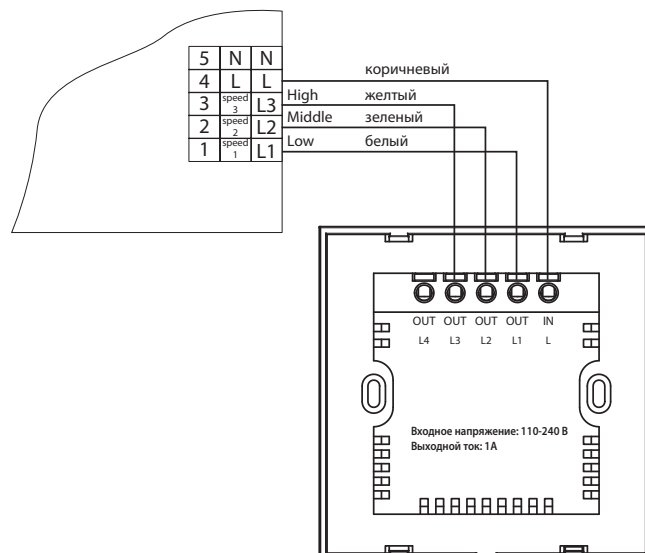 5 N N
коричневый
4 L L
3 speed 3 L3 High желтый
2 speed 2 L2 Middle зеленый
1 speed 1 L1 Low белый
OUT OUT OUT OUT IN
L4 L3 L2 L1 L
Входное напряжение: 110-240 В
Выходной ток: 1А